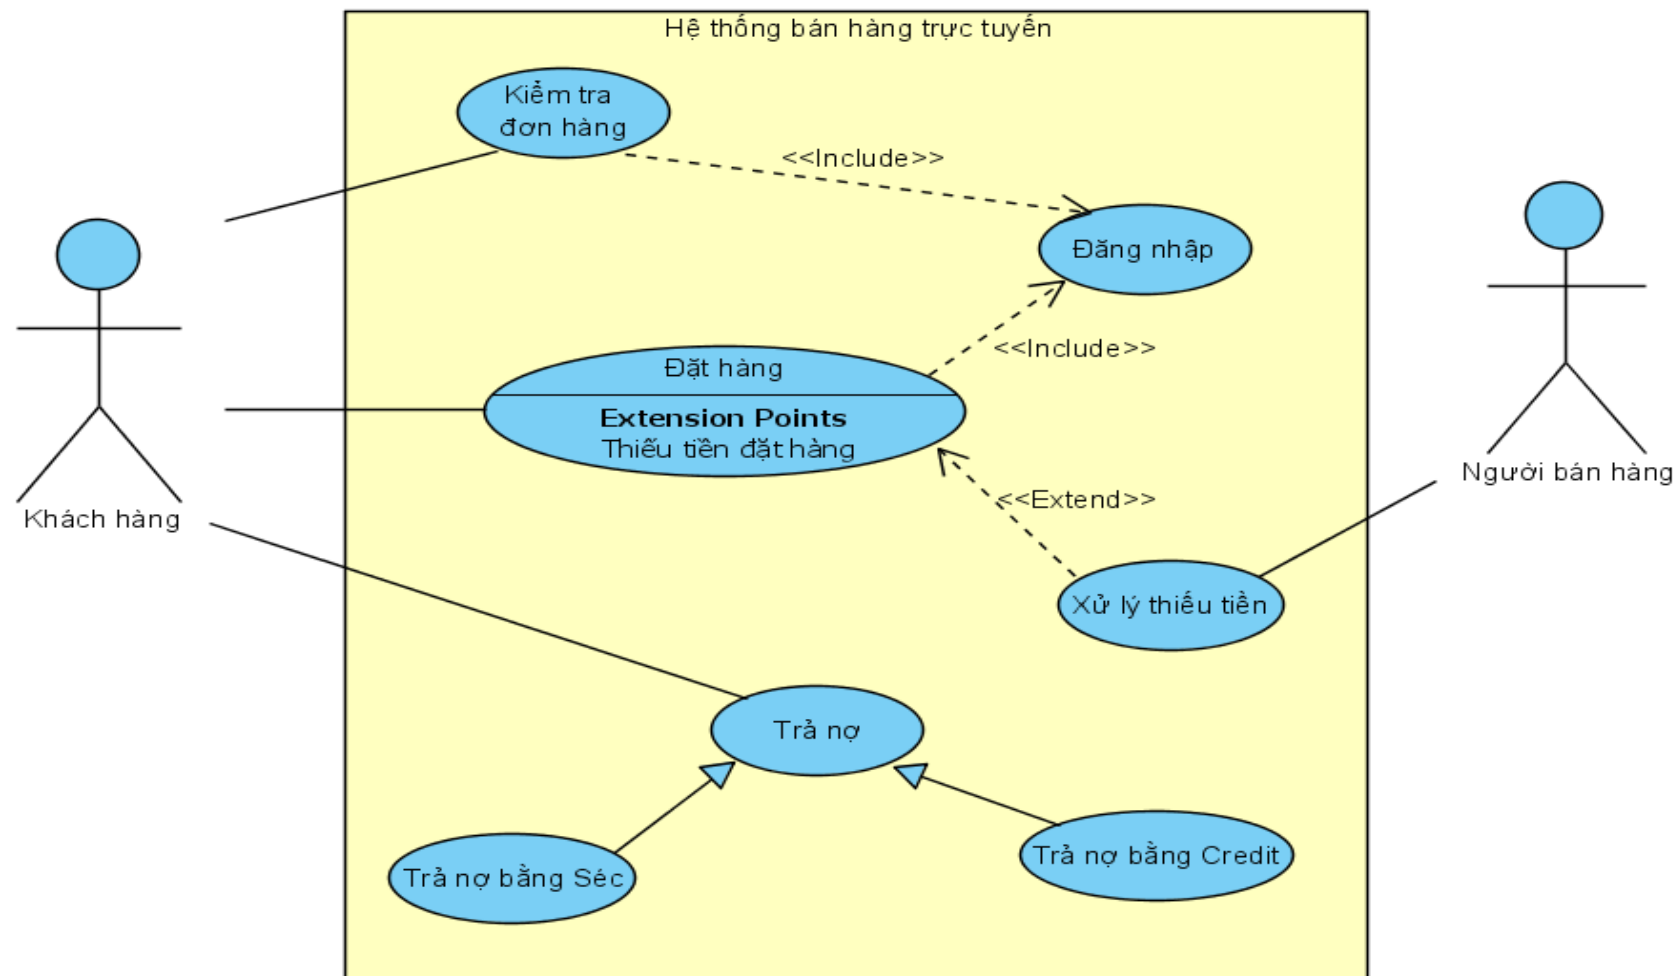 Hệ thống bán hàng trực tuyến
Kiểm tra
đơn hàng
<<Include>>
Đăng nhập
<<Include>>
Đặt hàng
Extension Points
Thiếu tiền đặt hàng
<<Extend>>
Người bán hàng
Khách hàng
Xử lý thiếu tiền
Trả nợ
Trả nợ bằng Séc
Trả nợ bằng Credit